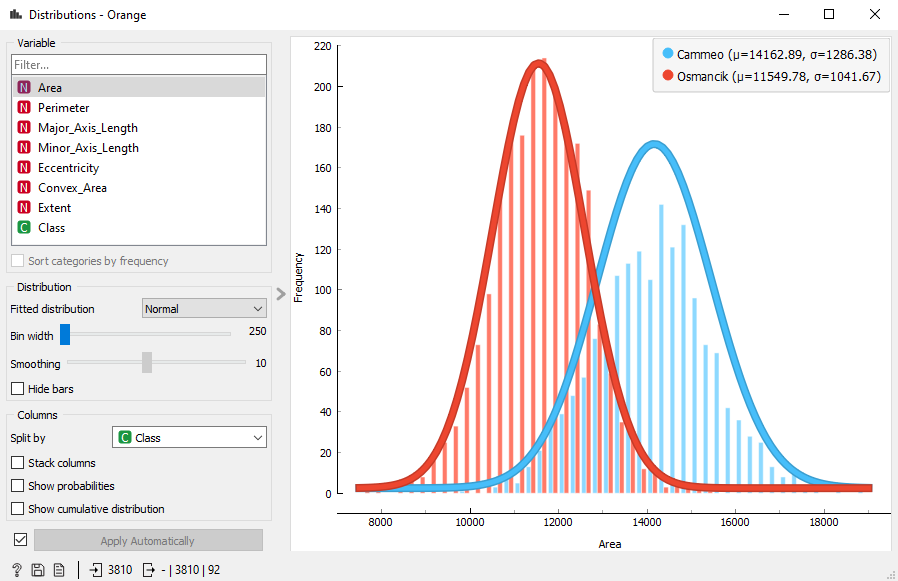 Distributions - Orange
Variable
Filter...
N Area
N Perimeter
N Major_Axis_Length
N Minor_Axis_Length
N Eccentricity
N Convex_Area
N Extent
C Class
Sort categories by frequency
Distribution
Fitted distribution Normal
Bin width 250
Smoothing 10
Hide bars
Columns
Split by C Class
Stack columns
Show probabilities
Show cumulative distribution
Apply Automatically
? 3810 - | 3810 | 92
Cammeo (μ=14162.89, σ=1286.38)
Osmancik (μ=11549.78, σ=1041.67)
Frequency
220
200
180
160
140
120
100
80
60
40
20
0
8000 10000 12000 14000 16000 18000
Area